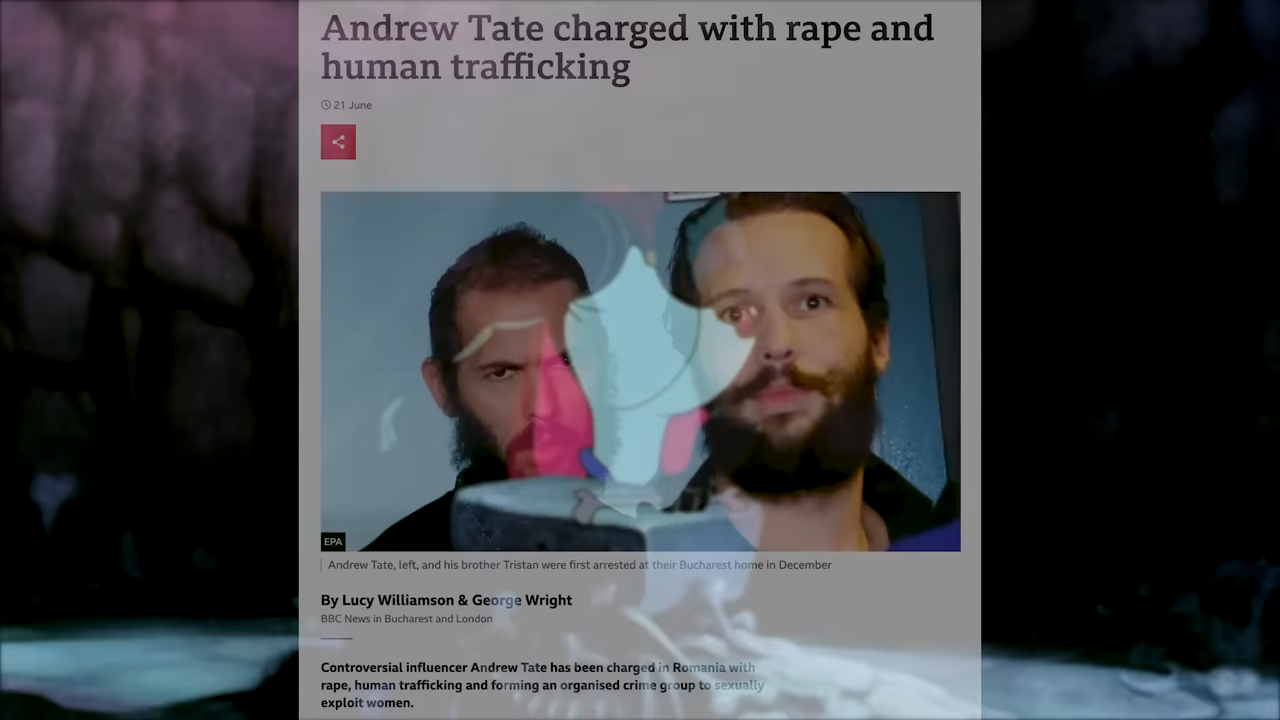 Andrew Tate charged with rape and
human trafficking
21 June
EPA
Andrew Tate, left, and his brother Tristan were first arrested at their Bucharest home in December
By Lucy Williamson & George Wright
BBC News in Bucharest and London
Controversial influencer Andrew Tate has been charged in Romania with
rape, human trafficking and forming an organised crime group to sexually
exploit women.